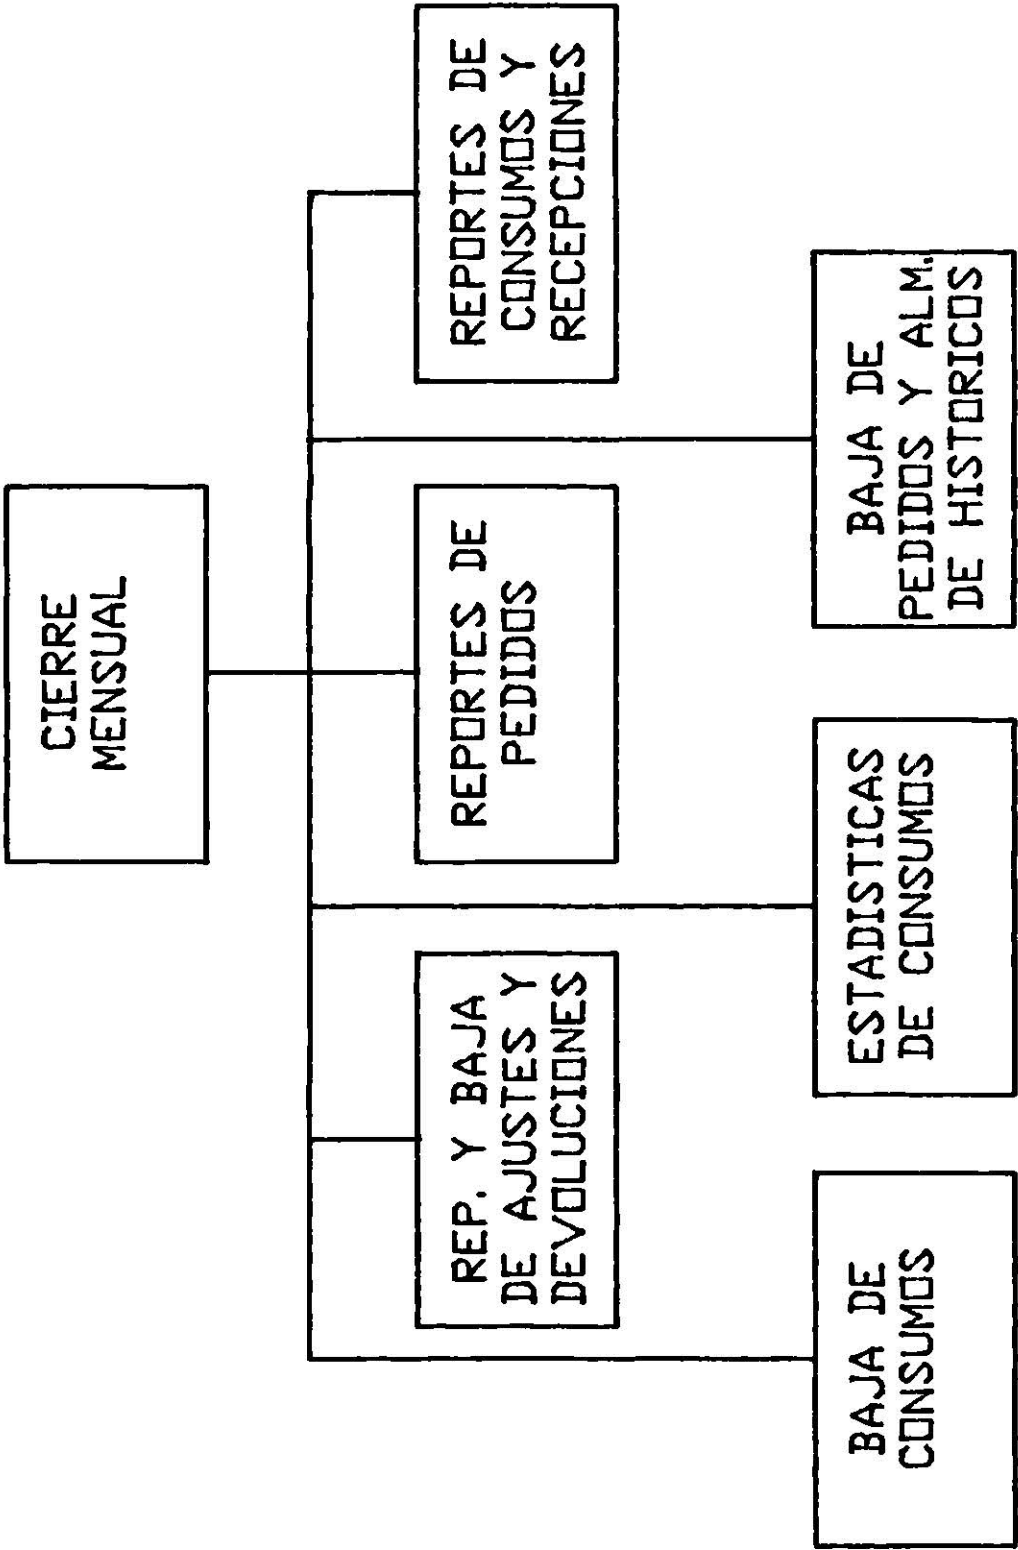 CIERRE
MENSUAL
REP. Y BAJA
DE AJUSTES Y
DEVOLUCIONES
REPORTES DE
PEDIDOS
REPORTES DE
CONSUMOS Y
RECEPCIONES
BAJA DE
CONSUMOS
ESTADISTICAS
DE CONSUMOS
BAJA DE
PEDIDOS Y ALM.
DE HISTORICOS